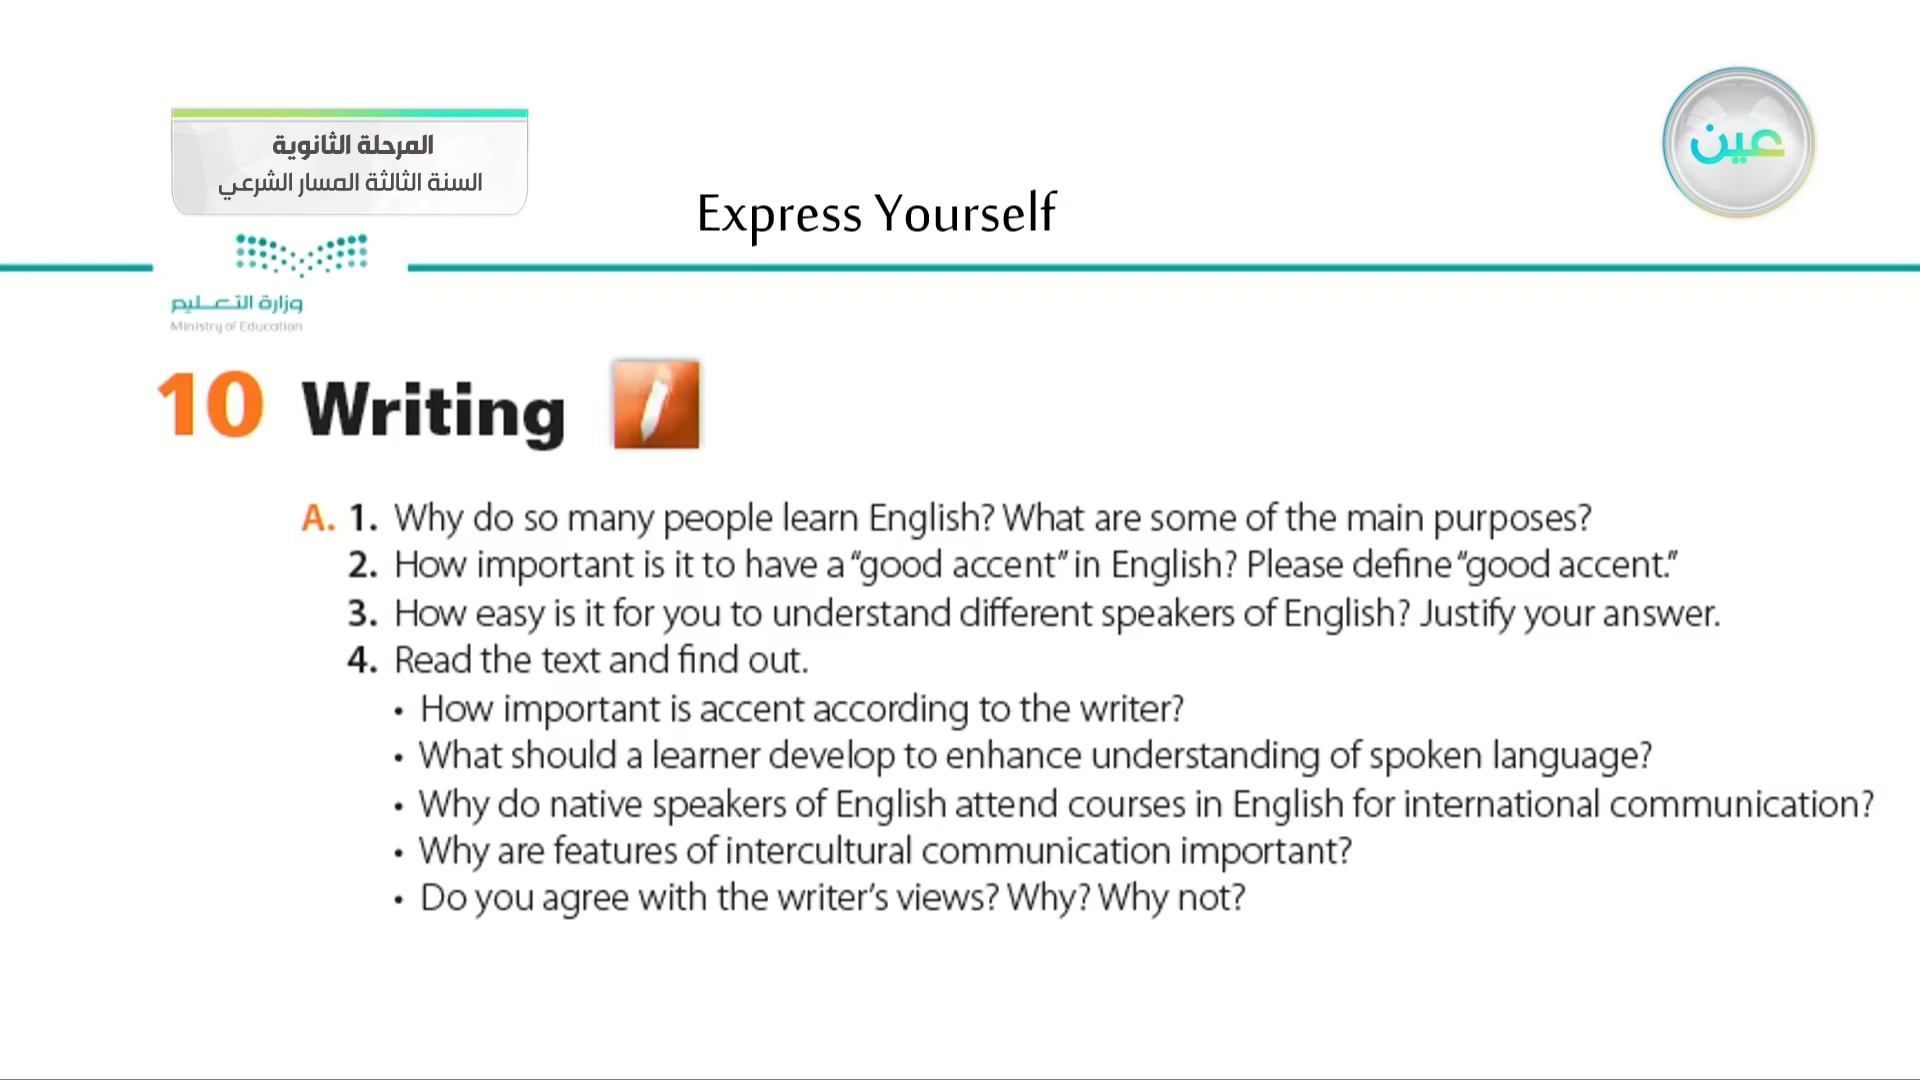 المرحلة الثانوية
السنة الثالثة المسار الشرعي
عين
Express Yourself
وزارة التعليم
Ministry of Education
10 Writing
A. 1. Why do so many people learn English? What are some of the main purposes?
2. How important is it to have a “good accent” in English? Please define “good accent.”
3. How easy is it for you to understand different speakers of English? Justify your answer.
4. Read the text and find out.
• How important is accent according to the writer?
• What should a learner develop to enhance understanding of spoken language?
• Why do native speakers of English attend courses in English for international communication?
• Why are features of intercultural communication important?
• Do you agree with the writer’s views? Why? Why not?